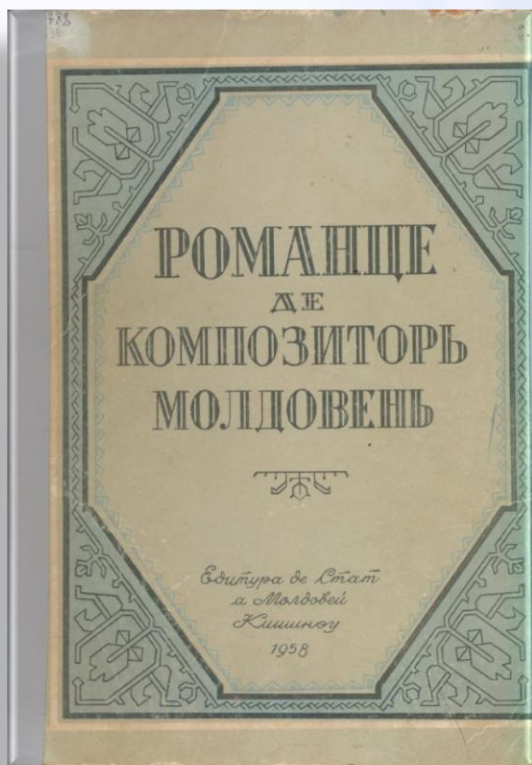 РОМАНЦЕ
ДЕ
КОМПОЗИТОРЬ
МОЛДОВЕНЬ
Едитура де Стат
а Молдовей
Кишинэу
1958